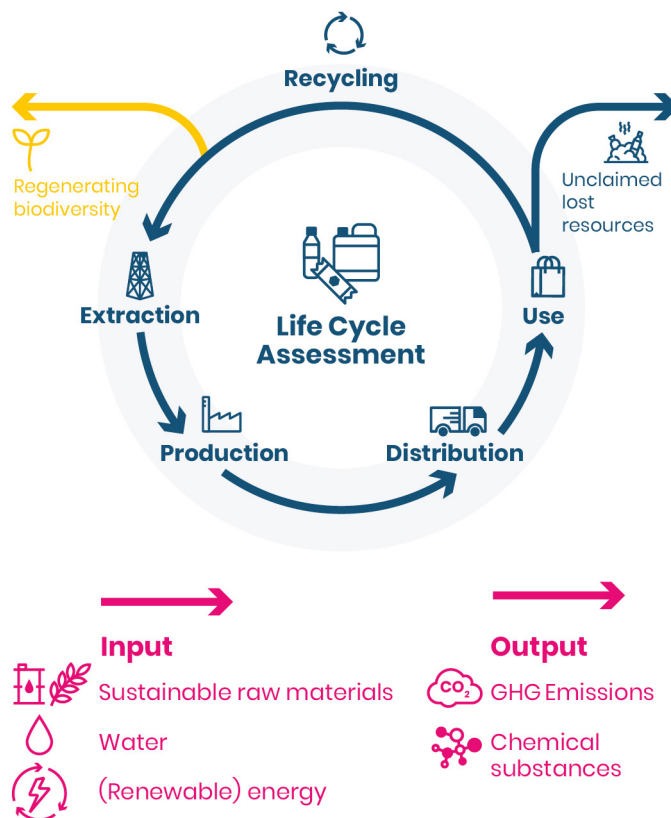 Recycling
Regenerating
biodiversity
Unclaimed
lost
resources
Extraction
Life Cycle
Assessment
Use
Production
Distribution
Input
Output
Sustainable raw materials
CO₂
GHG Emissions
Water
Chemical
substances
(Renewable) energy